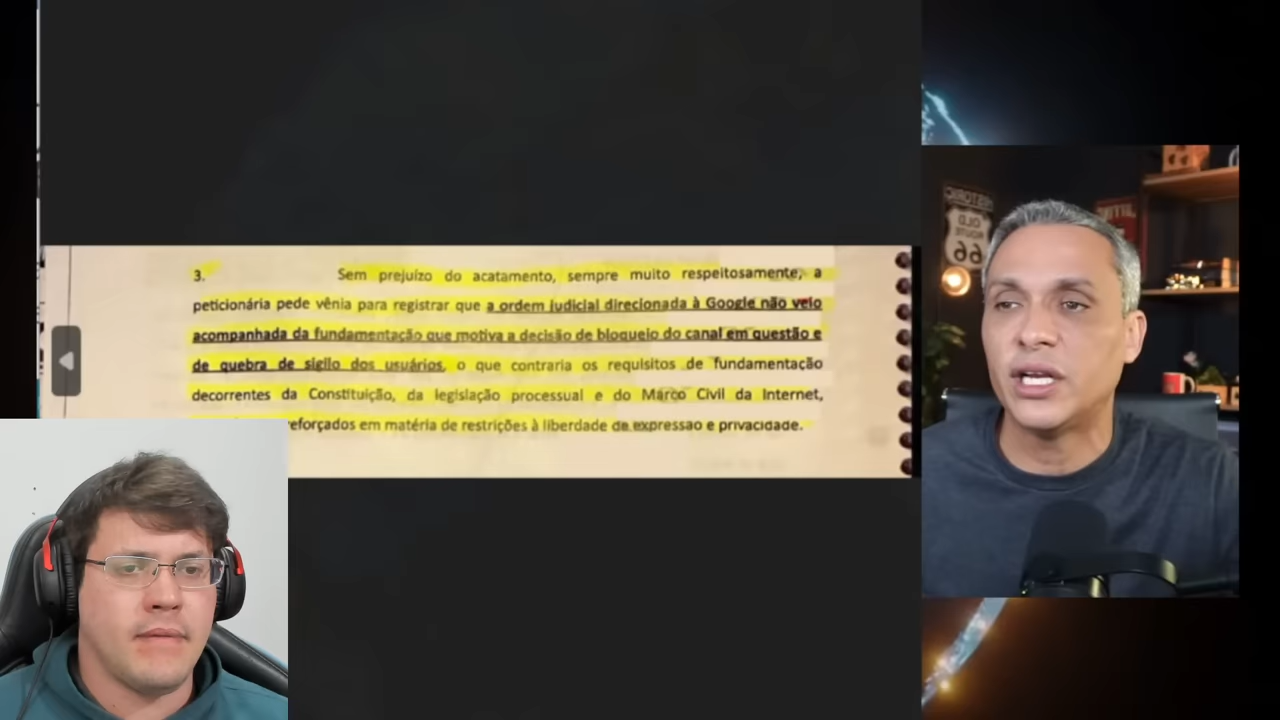 3. Sem prejuízo do acatamento, sempre muito respeitosamente, a
peticionária pede vênia para registrar que a ordem judicial direcionada à Google não veio
acompanhada da fundamentação que motiva a decisão de bloqueio do canal em questão e
de quebra de sigilo dos usuários, o que contraria os requisitos de fundamentação
decorrentes da Constituição, da legislação processual e do Marco Civil da Internet,
reforçados em matéria de restrições à liberdade de expressão e privacidade.
OLD
ROUTE
66